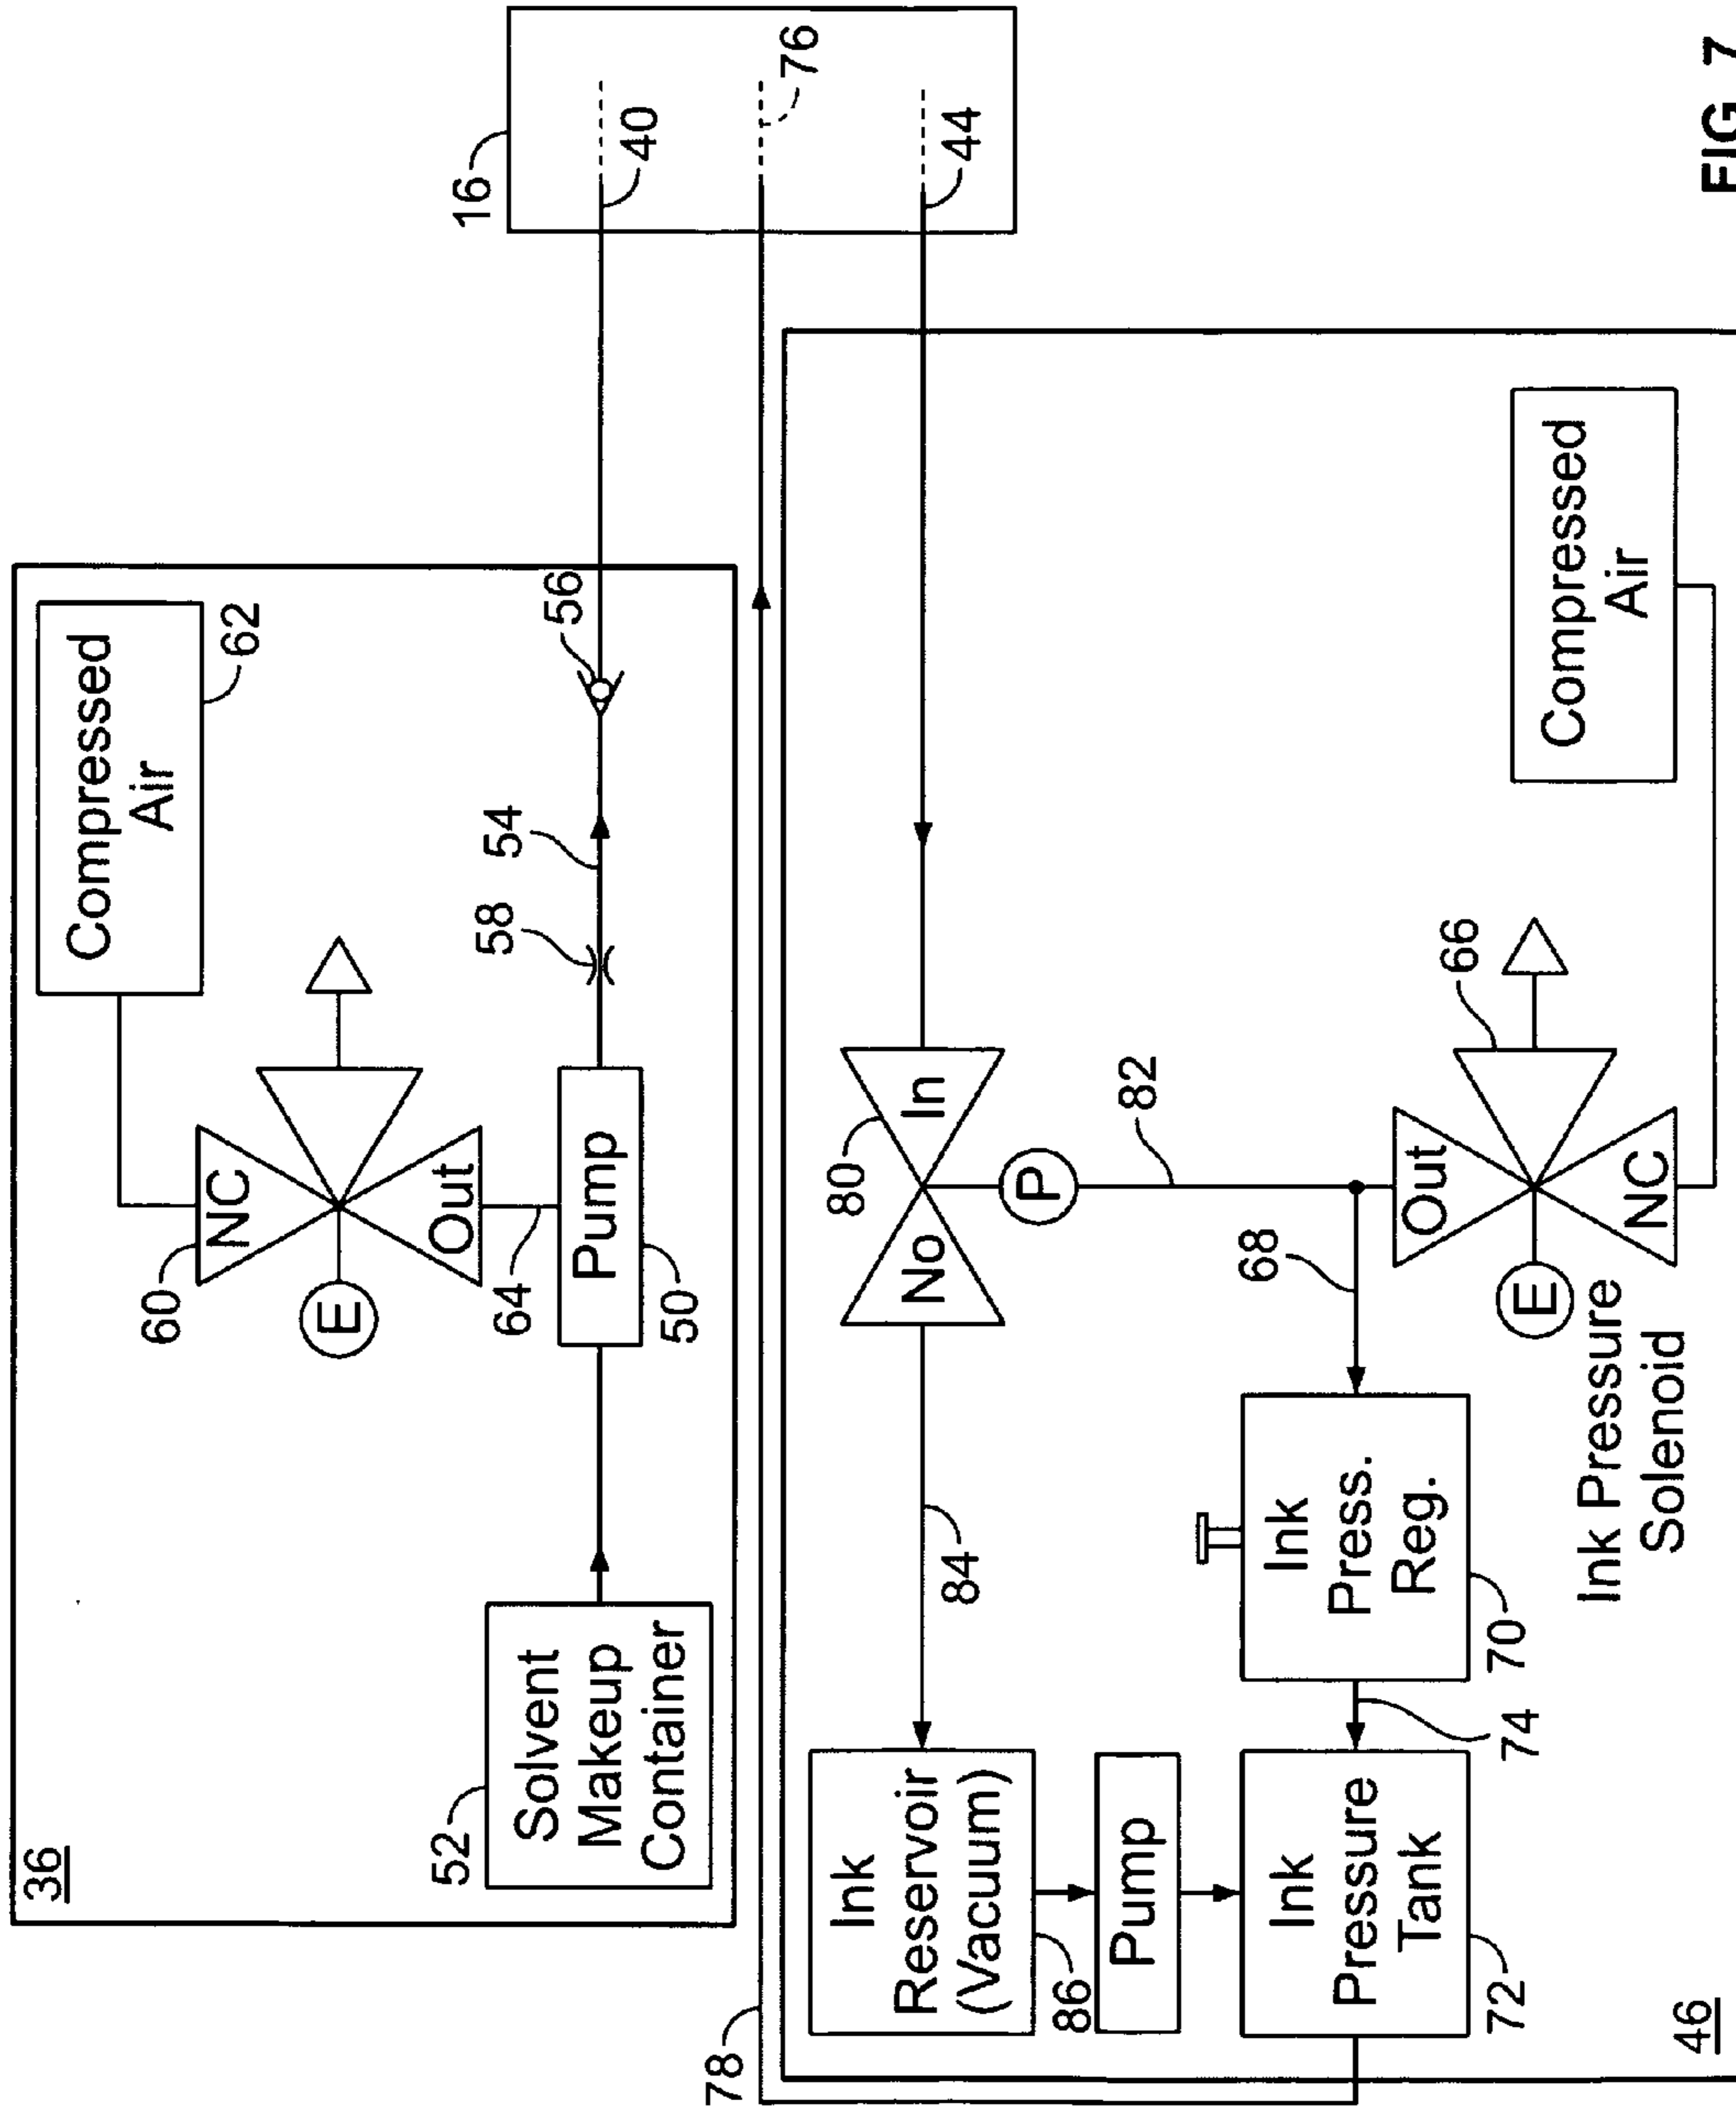 36
Compressed
Air
62
60
NC
E
Out
64
Pump
50
58
54
56
52
Solvent
Makeup
Container
16
40
76
44
78
46
Ink
Reservoir
(Vacuum)
86
Pump
Ink
Pressure
Tank
72
84
80
No
In
P
82
68
Ink
Press.
Reg.
70
74
66
Out
NC
E
Ink Pressure
Solenoid
Compressed
Air
FIG. 7